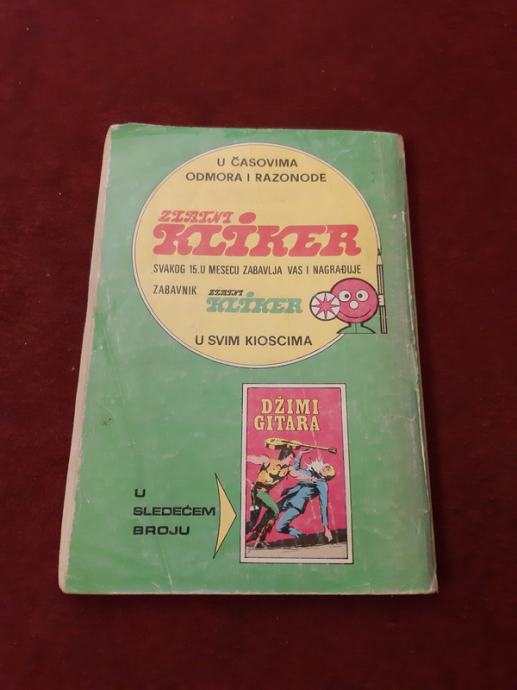 U ČASOVIMA
ODMORA I RAZONODE
ZLATNI
KLIKER
SVAKOG 15.U MESECU ZABAVLJA VAS I NAGRAĐUJE
ZABAVNIK ZLATNI KLIKER
U SVIM KIOSCIMA
DŽIMI
GITARA
U
SLEDEĆEM
BROJU